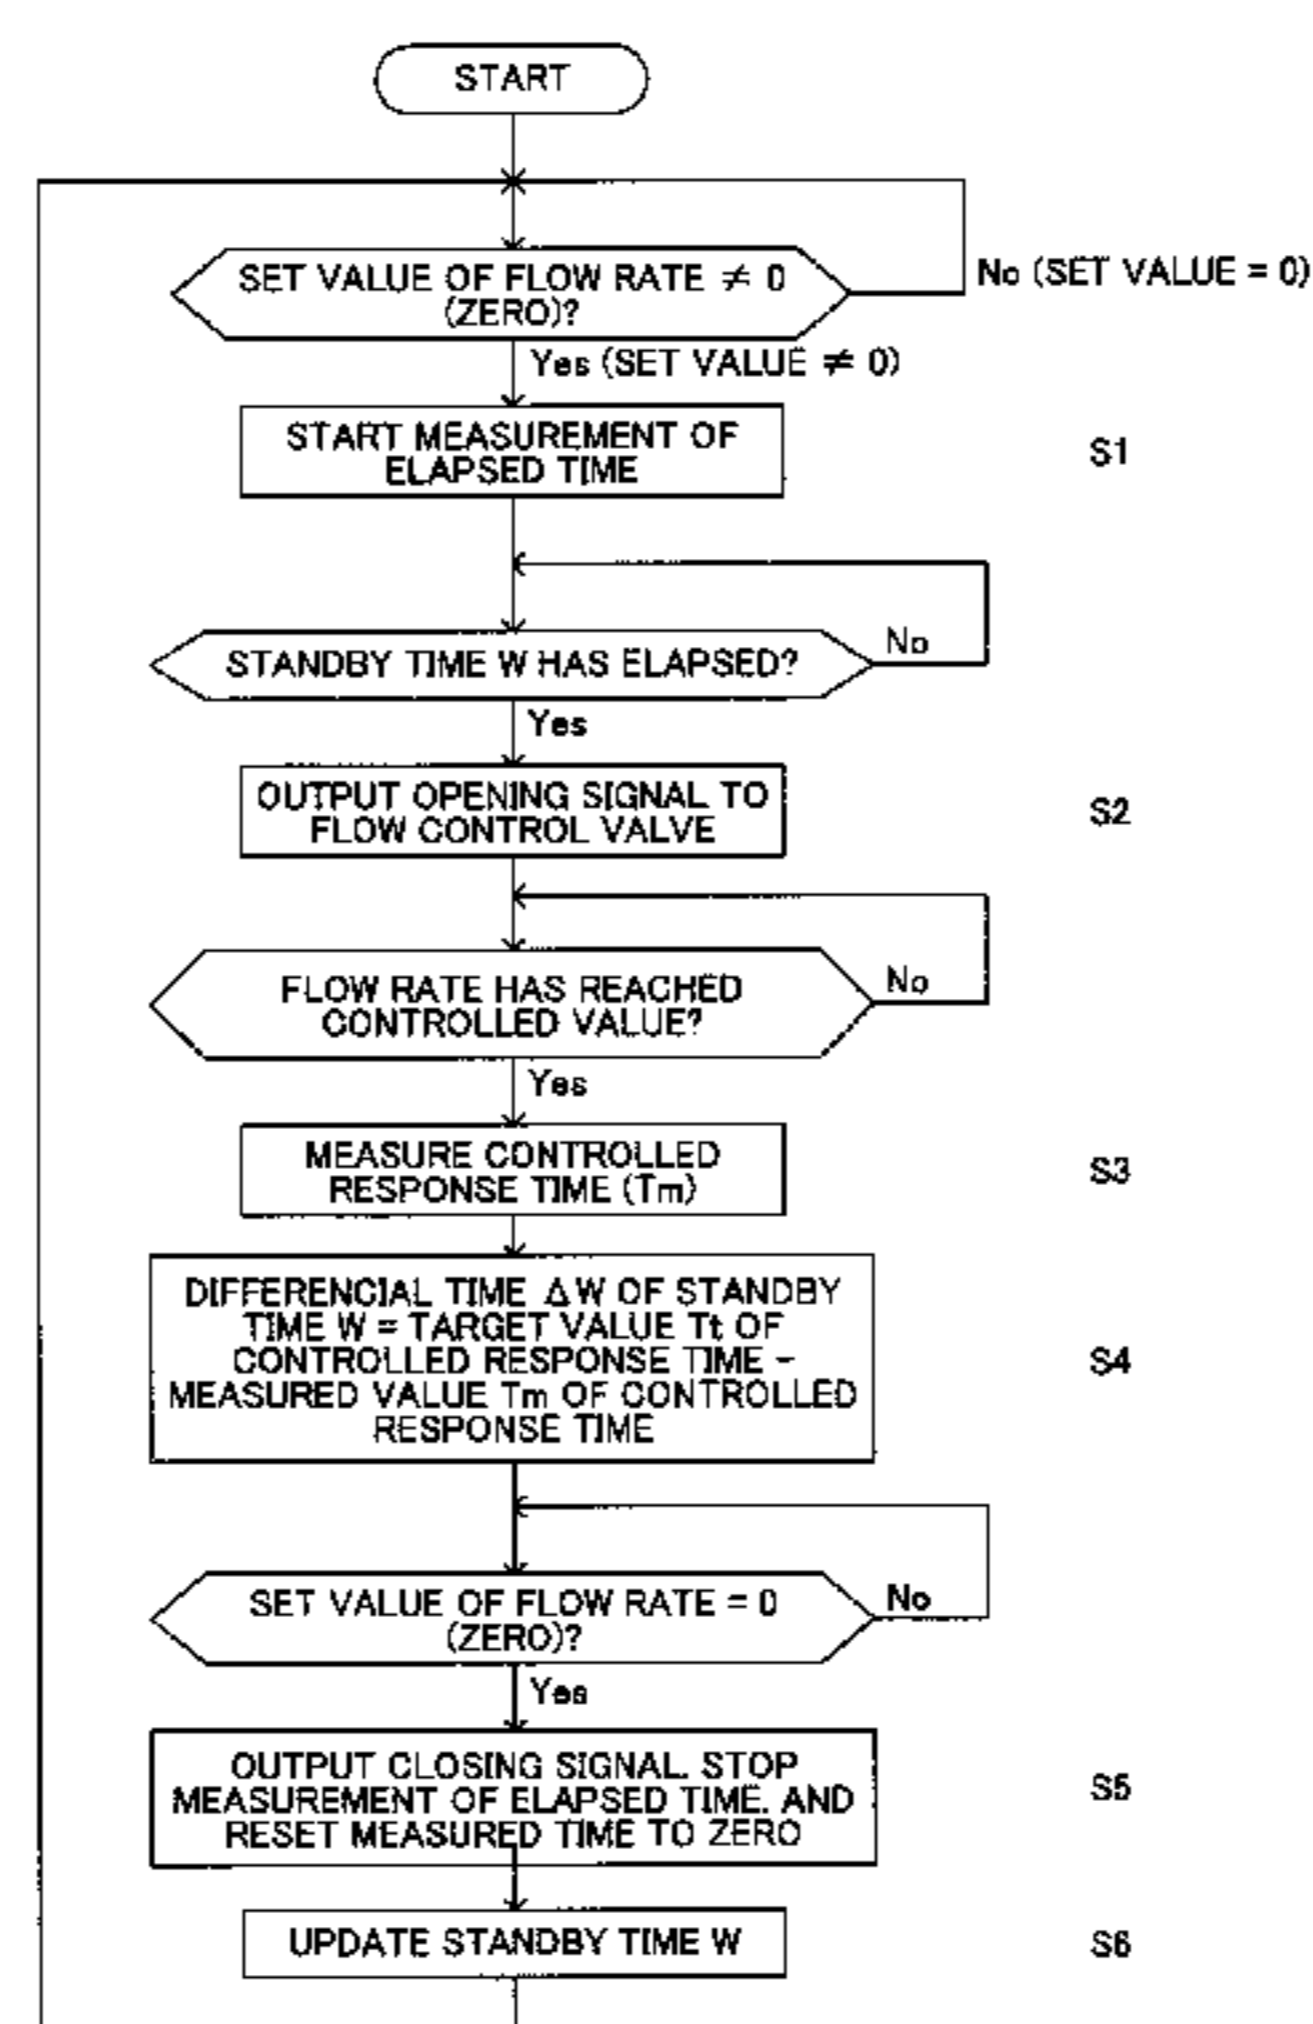 START
SET VALUE OF FLOW RATE ≠ 0
(ZERO)?
No (SET VALUE = 0)
Yes (SET VALUE ≠ 0)
START MEASUREMENT OF
ELAPSED TIME
S1
STANDBY TIME W HAS ELAPSED?
No
Yes
OUTPUT OPENING SIGNAL TO
FLOW CONTROL VALVE
S2
FLOW RATE HAS REACHED
CONTROLLED VALUE?
No
Yes
MEASURE CONTROLLED
RESPONSE TIME (Tm)
S3
DIFFERENCIAL TIME ΔW OF STANDBY
TIME W = TARGET VALUE Tt OF
CONTROLLED RESPONSE TIME -
MEASURED VALUE Tm OF CONTROLLED
RESPONSE TIME
S4
SET VALUE OF FLOW RATE = 0
(ZERO)?
No
Yes
OUTPUT CLOSING SIGNAL, STOP
MEASUREMENT OF ELAPSED TIME, AND
RESET MEASURED TIME TO ZERO
S5
UPDATE STANDBY TIME W
S6